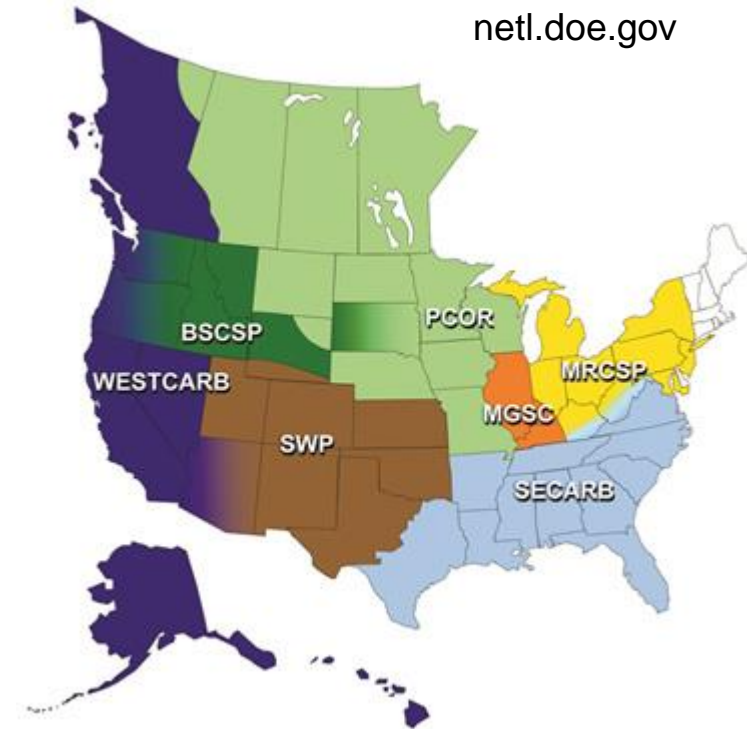 netl.doe.gov
BSCSP
PCOR
WESTCARB
MRCSP
MGSC
SWP
SECARB